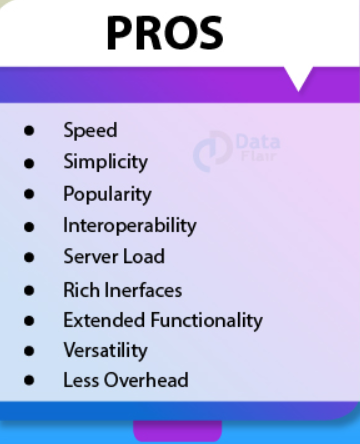 PROS
Data
Flair
● Speed
● Simplicity
● Popularity
● Interoperability
● Server Load
● Rich Inerfaces
● Extended Functionality
● Versatility
● Less Overhead